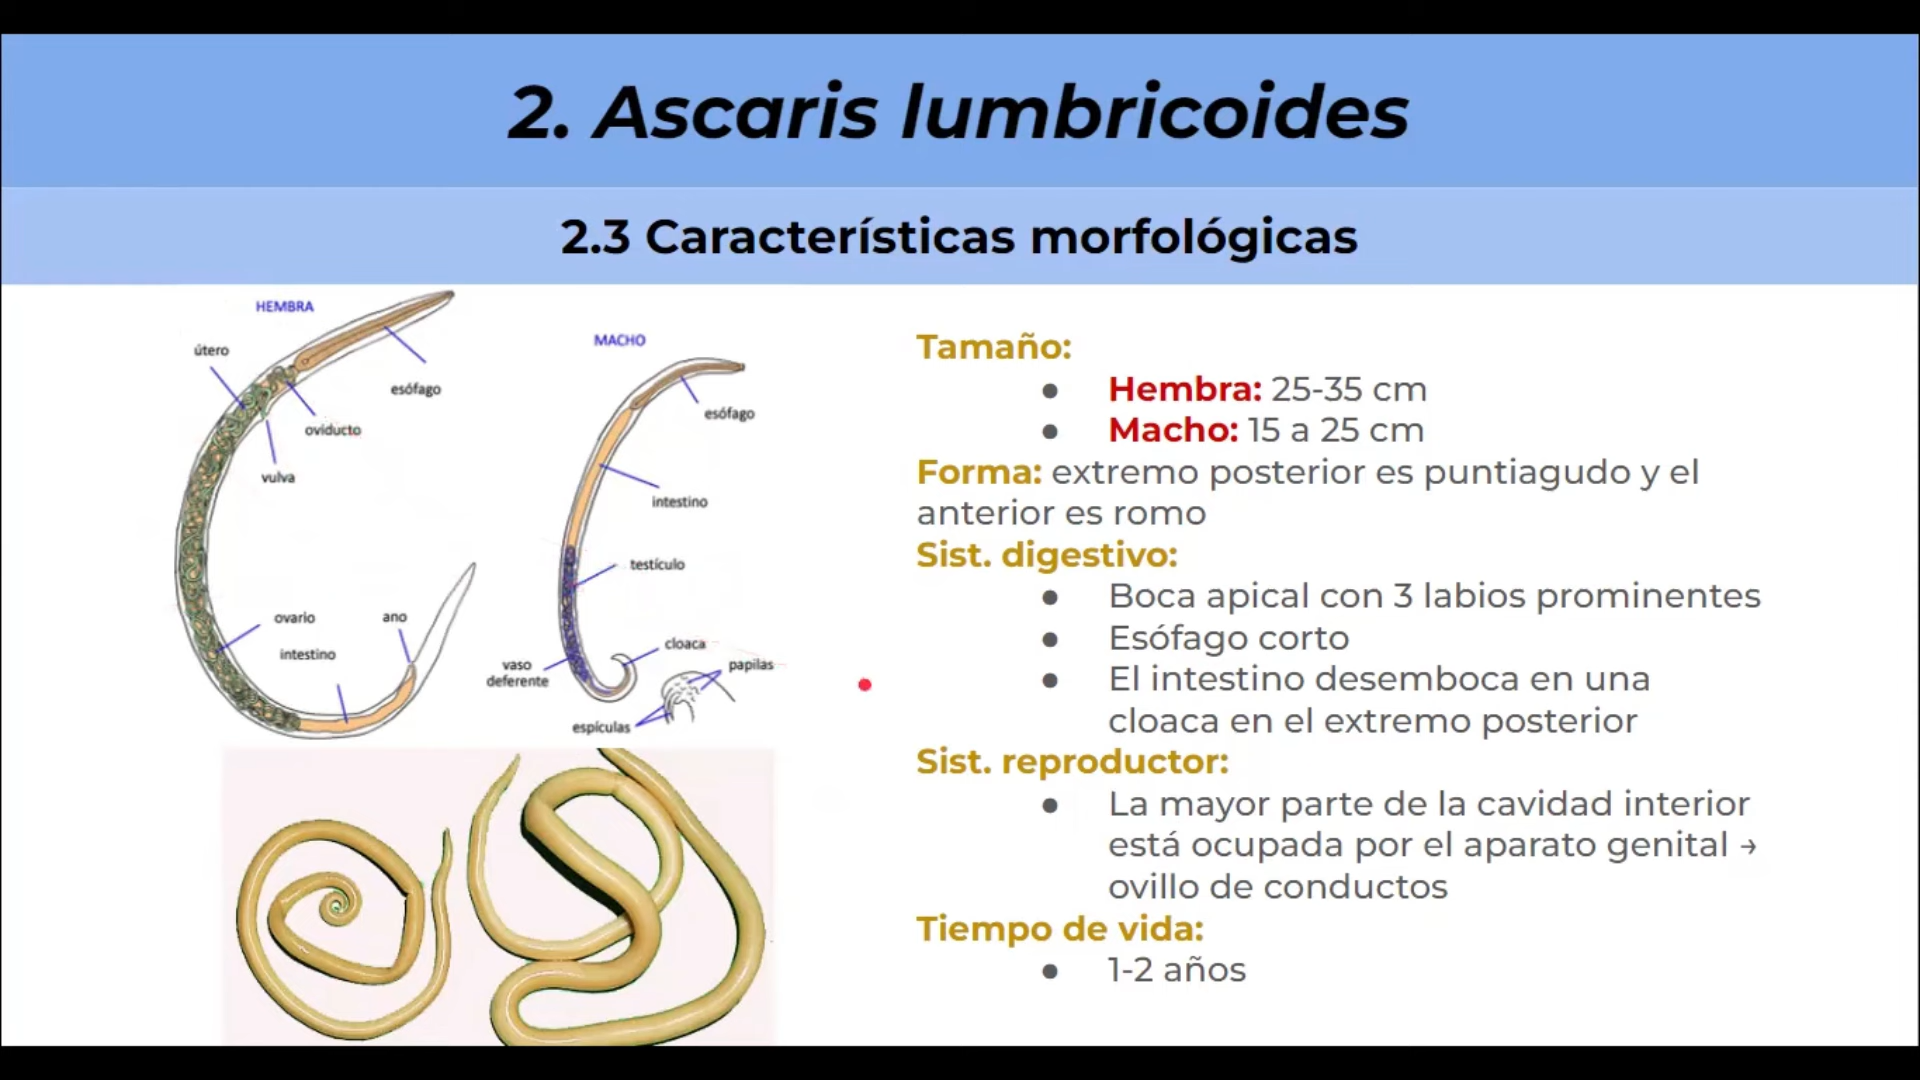 2. Ascaris lumbricoides
2.3 Características morfológicas
HEMBRA
útero
esófago
oviducto
vulva
ovario
ano
intestino
MACHO
esófago
intestino
testículo
cloaca
vaso
deferente
papilas
espículas
Tamaño:
● Hembra: 25-35 cm
● Macho: 15 a 25 cm
Forma: extremo posterior es puntiagudo y el
anterior es romo
Sist. digestivo:
● Boca apical con 3 labios prominentes
● Esófago corto
● El intestino desemboca en una
cloaca en el extremo posterior
Sist. reproductor:
● La mayor parte de la cavidad interior
está ocupada por el aparato genital →
ovillo de conductos
Tiempo de vida:
● 1-2 años